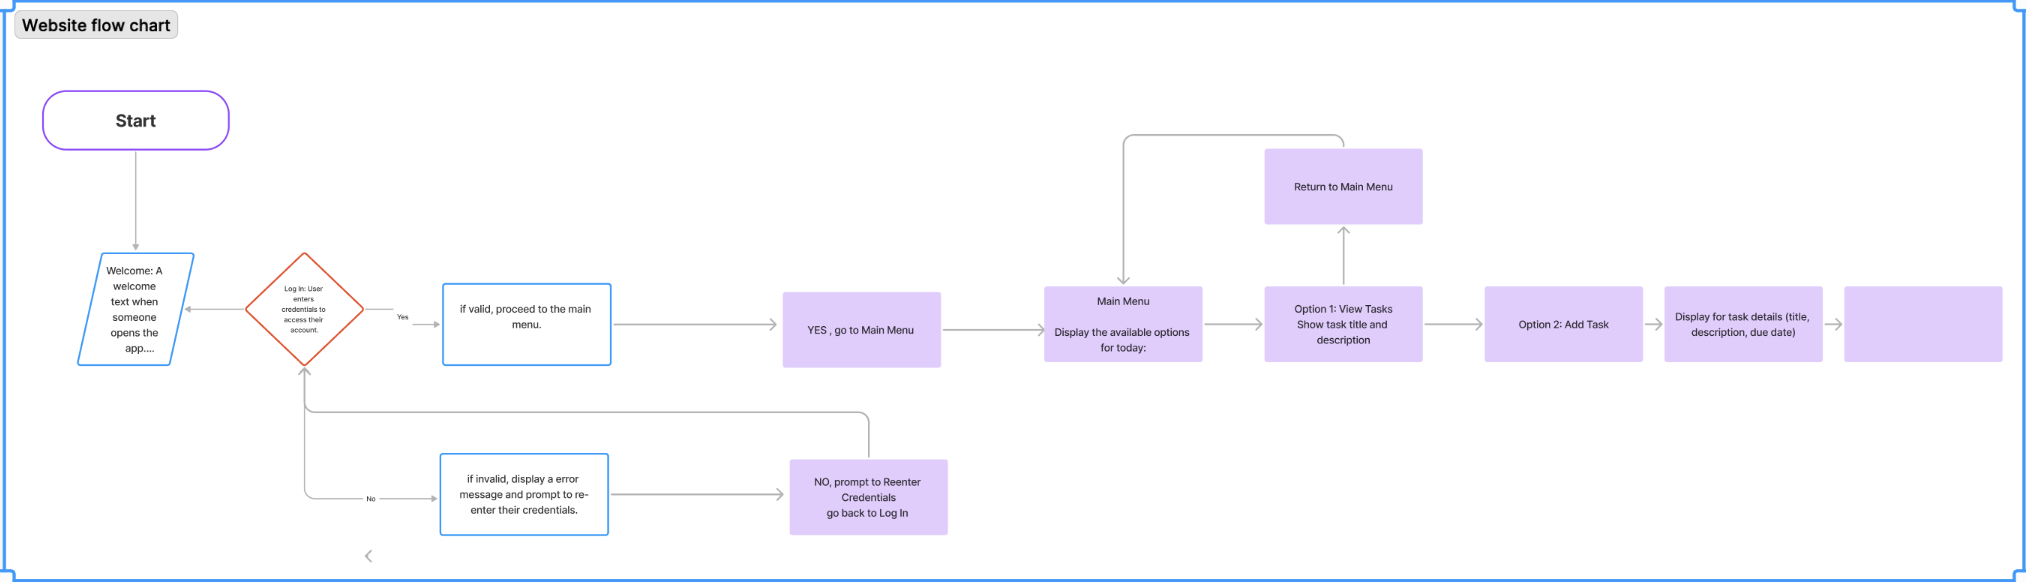 Website flow chart
Start
Welcome: A
welcome
text when
someone
opens the
app....
Log In: User
enters
credentials to
access their
account.
Yes
if valid, proceed to the main
menu.
YES , go to Main Menu
Main Menu
Display the available options
for today:
Return to Main Menu
Option 1: View Tasks
Show task title and
description
Option 2: Add Task
Display for task details (title,
description, due date)
No
if invalid, display a error
message and prompt to re-
enter their credentials.
NO, prompt to Reenter
Credentials
go back to Log In